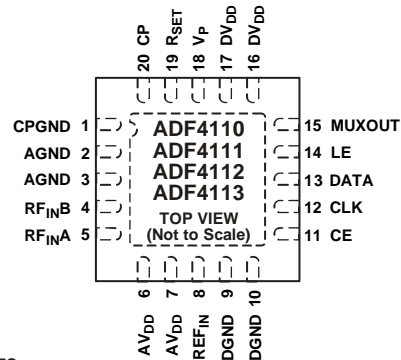 20 CP
19 RSET
18 VP
17 DVDD
16 DVDD
CPGND 1
AGND 2
AGND 3
RFINB 4
RFINA 5
ADF4110
ADF4111
ADF4112
ADF4113
TOP VIEW
(Not to Scale)
15 MUXOUT
14 LE
13 DATA
12 CLK
11 CE
AVDD 6
AVDD 7
REFIN 8
DGND 9
DGND 10